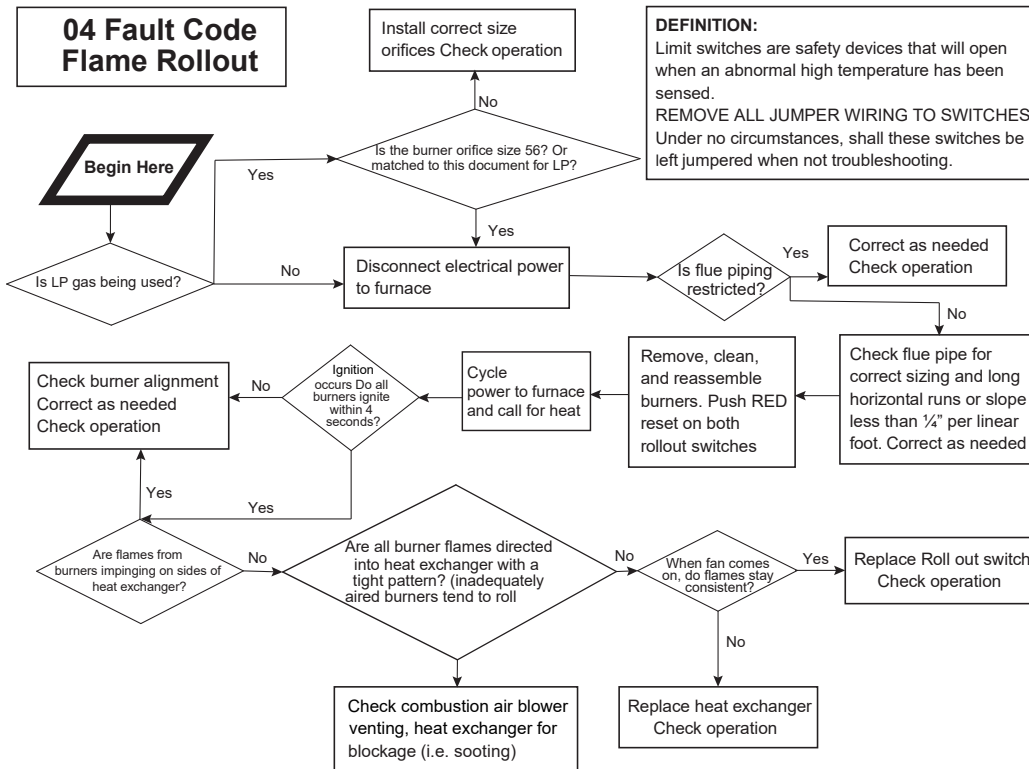 04 Fault Code
Flame Rollout
Install correct size
orifices Check operation
DEFINITION:
Limit switches are safety devices that will open
when an abnormal high temperature has been
sensed.
REMOVE ALL JUMPER WIRING TO SWITCHES
Under no circumstances, shall these switches be
left jumpered when not troubleshooting.
No
Begin Here
Yes
Is the burner orifice size 56? Or
matched to this document for LP?
Yes
Is LP gas being used?
No
Disconnect electrical power
to furnace
Is flue piping
restricted?
Yes
Correct as needed
Check operation
No
Check flue pipe for
correct sizing and long
horizontal runs or slope
less than ¼” per linear
foot. Correct as needed
Remove, clean,
and reassemble
burners. Push RED
reset on both
rollout switches
Cycle
power to furnace
and call for heat
Ignition
occurs Do all
burners ignite
within 4
seconds?
No
Check burner alignment
Correct as needed
Check operation
Yes
Yes
Are flames from
burners impinging on sides of
heat exchanger?
No
Are all burner flames directed
into heat exchanger with a
tight pattern? (inadequately
aired burners tend to roll
No
When fan comes
on, do flames stay
consistent?
Yes
Replace Roll out switch
Check operation
No
Check combustion air blower
venting, heat exchanger for
blockage (i.e. sooting)
Replace heat exchanger
Check operation